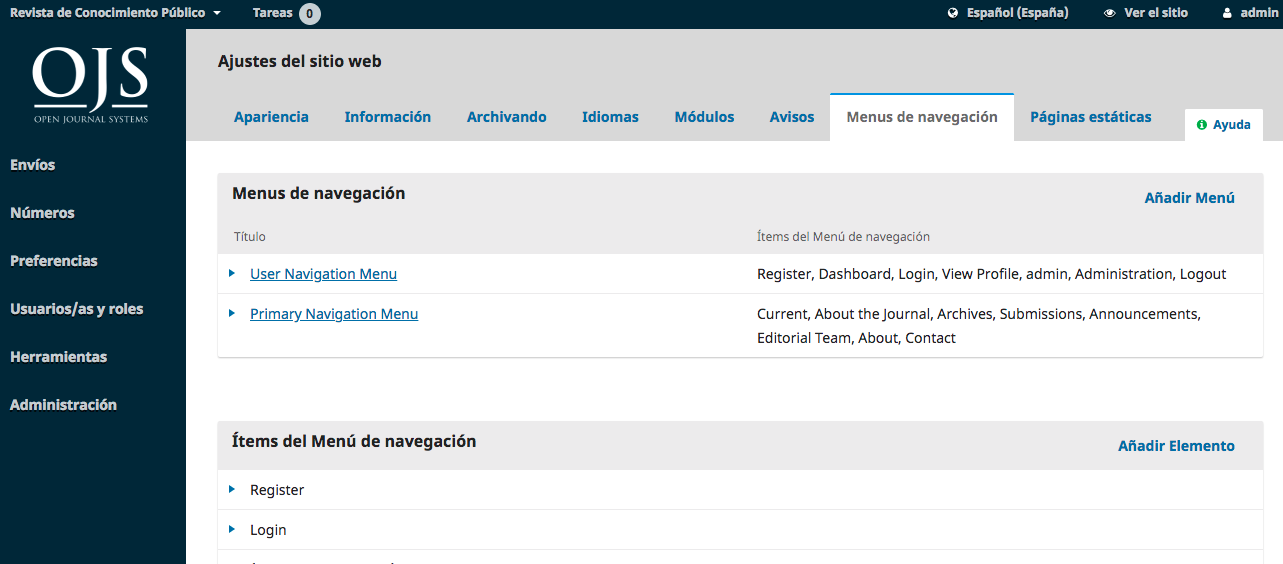 Revista de Conocimiento Público Tareas 0 Español (España) Ver el sitio admin
OJS
OPEN JOURNAL SYSTEMS
Envíos
Números
Preferencias
Usuarios/as y roles
Herramientas
Administración
Ajustes del sitio web
Apariencia Información Archivando Idiomas Módulos Avisos Menus de navegación Páginas estáticas Ayuda
Menus de navegación Añadir Menú
Título Ítems del Menú de navegación
User Navigation Menu Register, Dashboard, Login, View Profile, admin, Administration, Logout
Primary Navigation Menu Current, About the Journal, Archives, Submissions, Announcements,
Editorial Team, About, Contact
Ítems del Menú de navegación Añadir Elemento
Register
Login